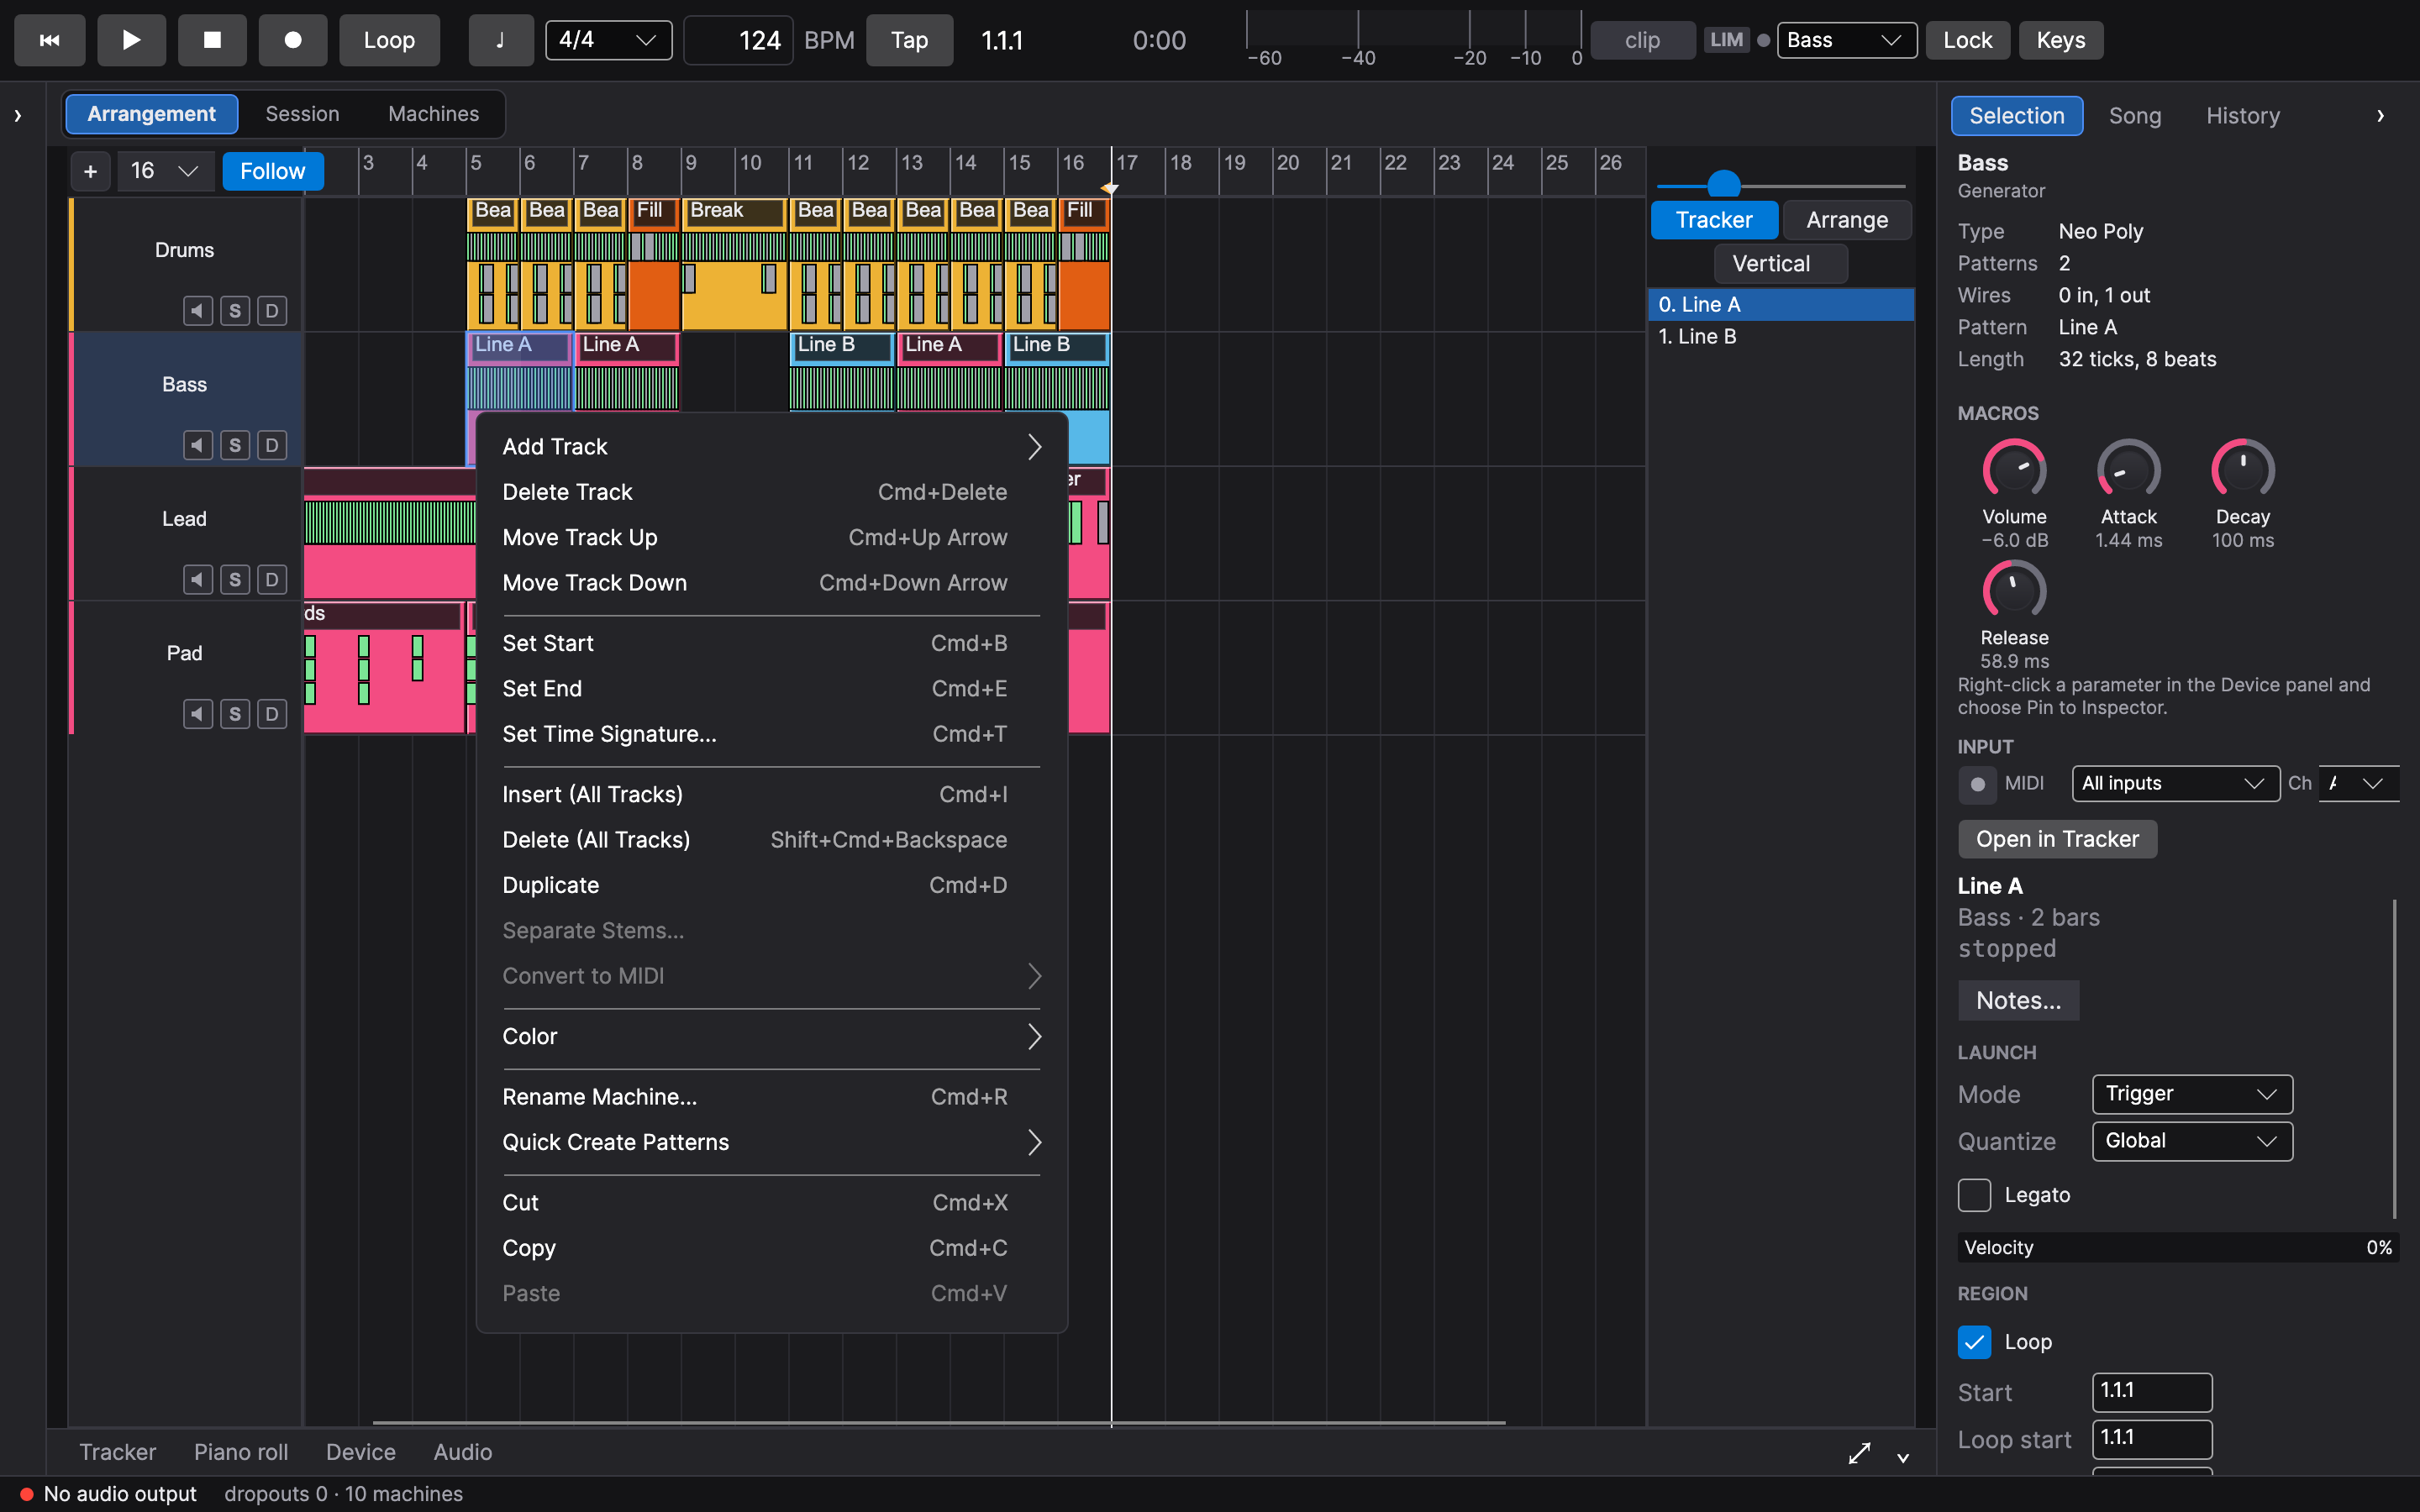 Loop
4/4
124 BPM
Tap
1.1.1
0:00
-60 -40 -20 -10 0
clip
LIM
Bass
Lock
Keys
Arrangement Session Machines
Selection Song History
+ 16 Follow
3 4 5 6 7 8 9 10 11 12 13 14 15 16 17 18 19 20 21 22 23 24 25 26
Drums
S D
Bea Bea Bea Fill Break Bea Bea Bea Bea Bea Fill
Bass
S D
Line A Line A Line B Line A Line B
Lead
S D
er
Pad
S D
ds
Add Track
Delete Track Cmd+Delete
Move Track Up Cmd+Up Arrow
Move Track Down Cmd+Down Arrow
Set Start Cmd+B
Set End Cmd+E
Set Time Signature... Cmd+T
Insert (All Tracks) Cmd+I
Delete (All Tracks) Shift+Cmd+Backspace
Duplicate Cmd+D
Separate Stems...
Convert to MIDI
Color
Rename Machine... Cmd+R
Quick Create Patterns
Cut Cmd+X
Copy Cmd+C
Paste Cmd+V
Tracker Arrange
Vertical
0. Line A
1. Line B
Bass
Generator
Type Neo Poly
Patterns 2
Wires 0 in, 1 out
Pattern Line A
Length 32 ticks, 8 beats
MACROS
Volume Attack Decay
-6.0 dB 1.44 ms 100 ms
Release
58.9 ms
Right-click a parameter in the Device panel and
choose Pin to Inspector.
INPUT
MIDI All inputs Ch
Open in Tracker
Line A
Bass · 2 bars
stopped
Notes...
LAUNCH
Mode Trigger
Quantize Global
Legato
Velocity 0%
REGION
Loop
Start 1.1.1
Loop start 1.1.1
Tracker Piano roll Device Audio
No audio output dropouts 0 · 10 machines